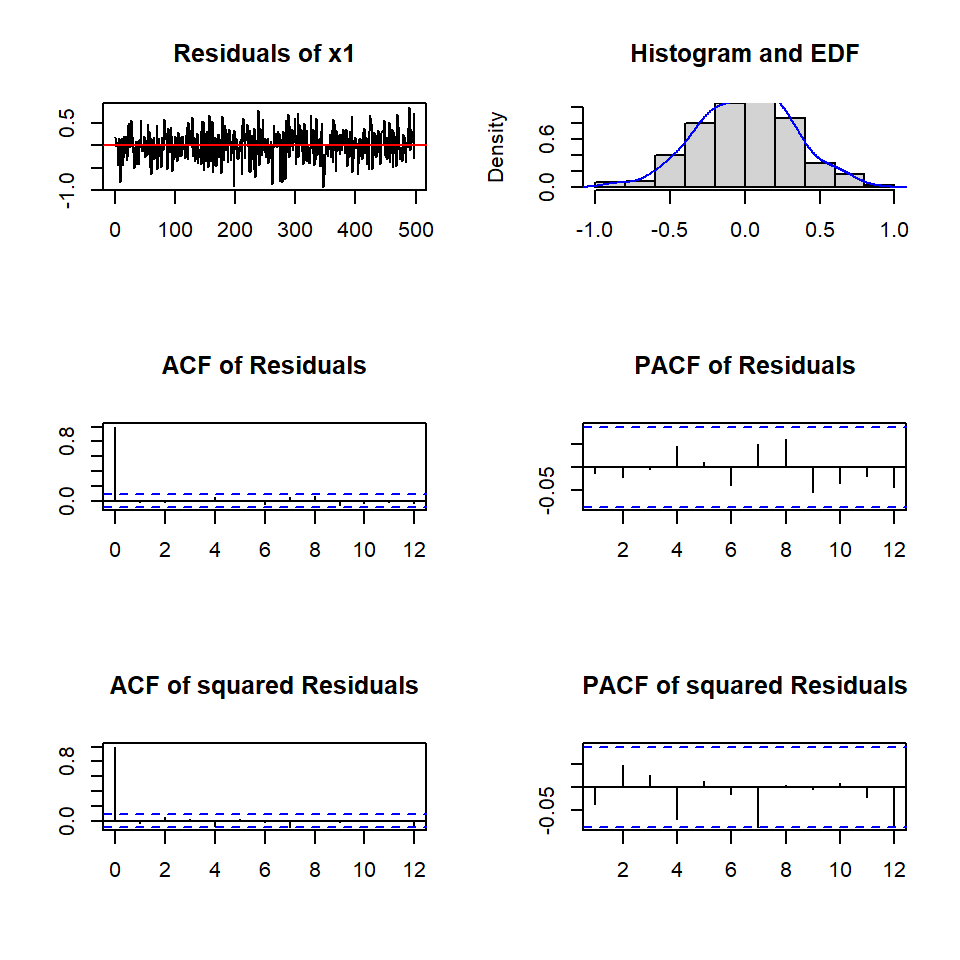 Residuals of x1
-1.0 0.5
0 100 200 300 400 500
Histogram and EDF
Density
0.0 0.6
-1.0 -0.5 0.0 0.5 1.0
ACF of Residuals
0.0 0.8
0 2 4 6 8 10 12
PACF of Residuals
-0.05
2 4 6 8 10 12
ACF of squared Residuals
0.0 0.8
0 2 4 6 8 10 12
PACF of squared Residuals
-0.05
2 4 6 8 10 12